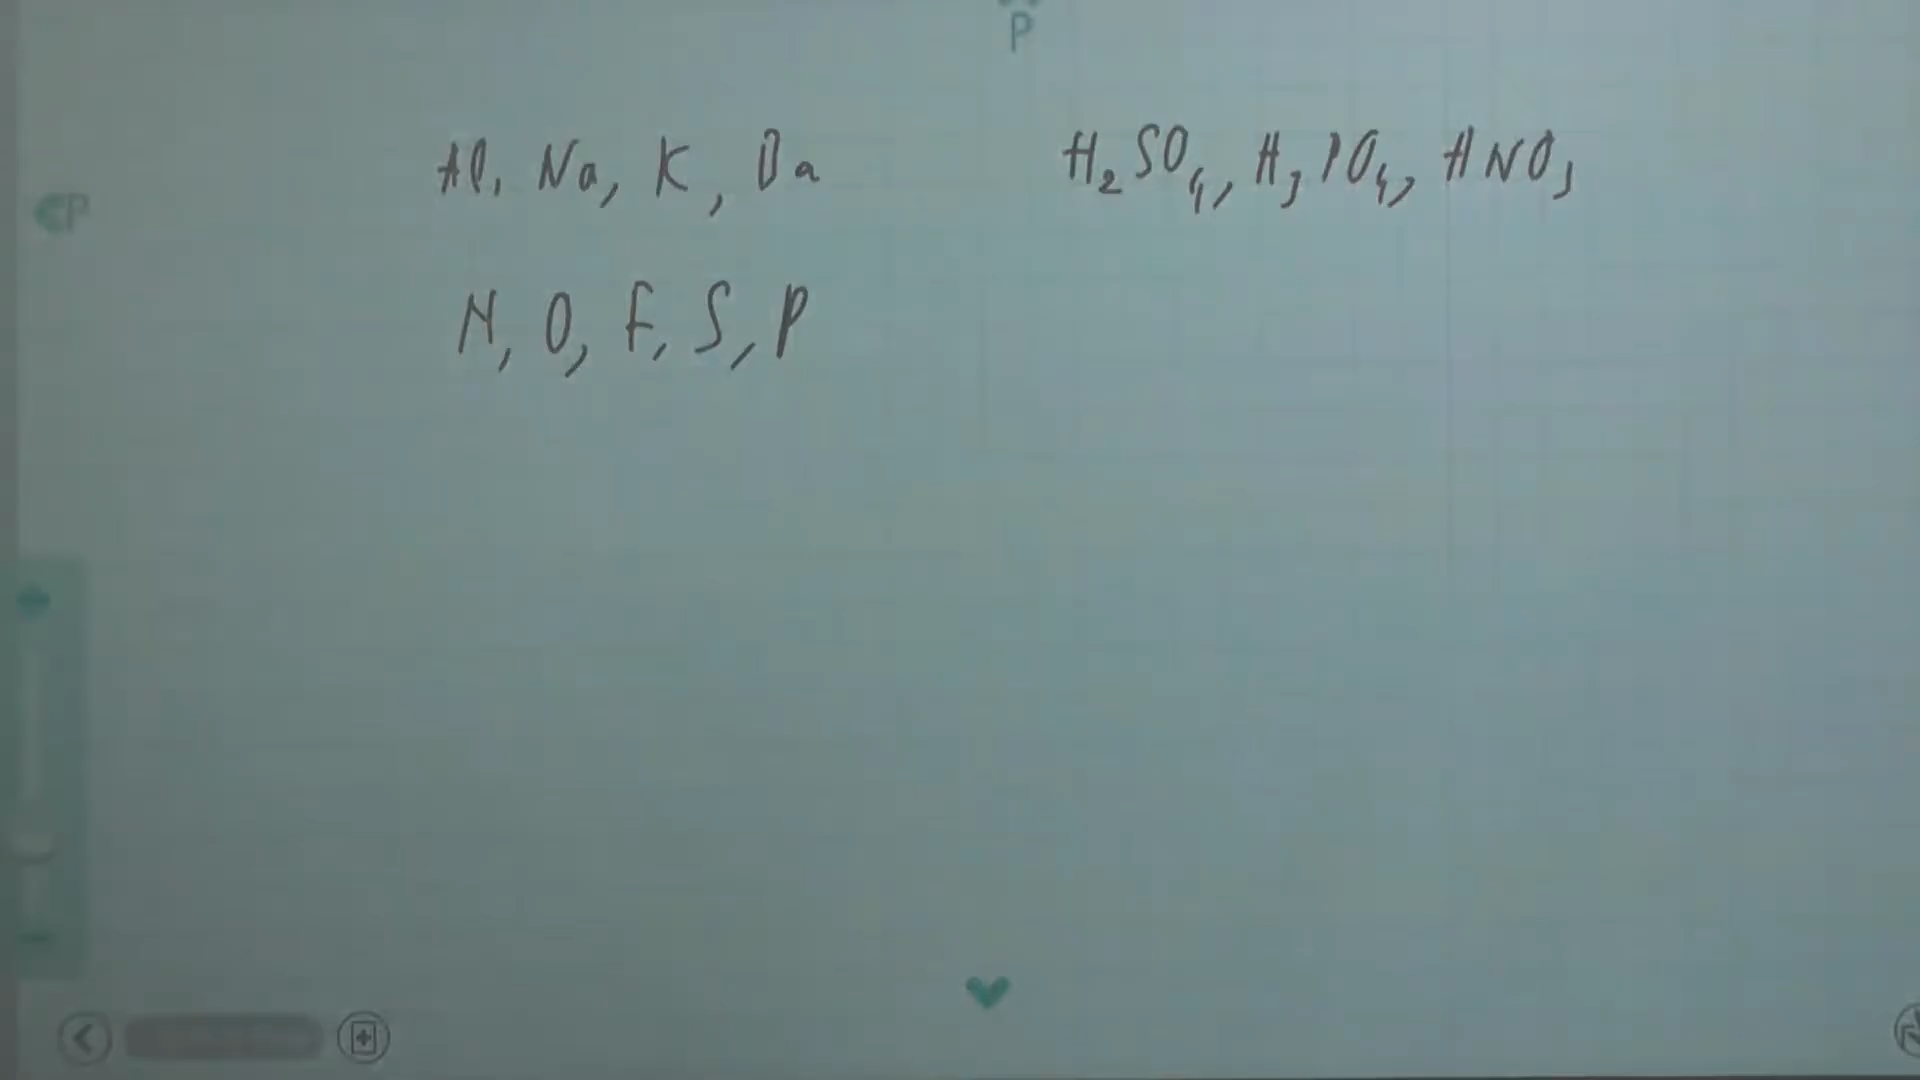 P
Al, Na, K, Ba H₂SO₄, H₃PO₄, HNO₃
P
N, O, F, S, P